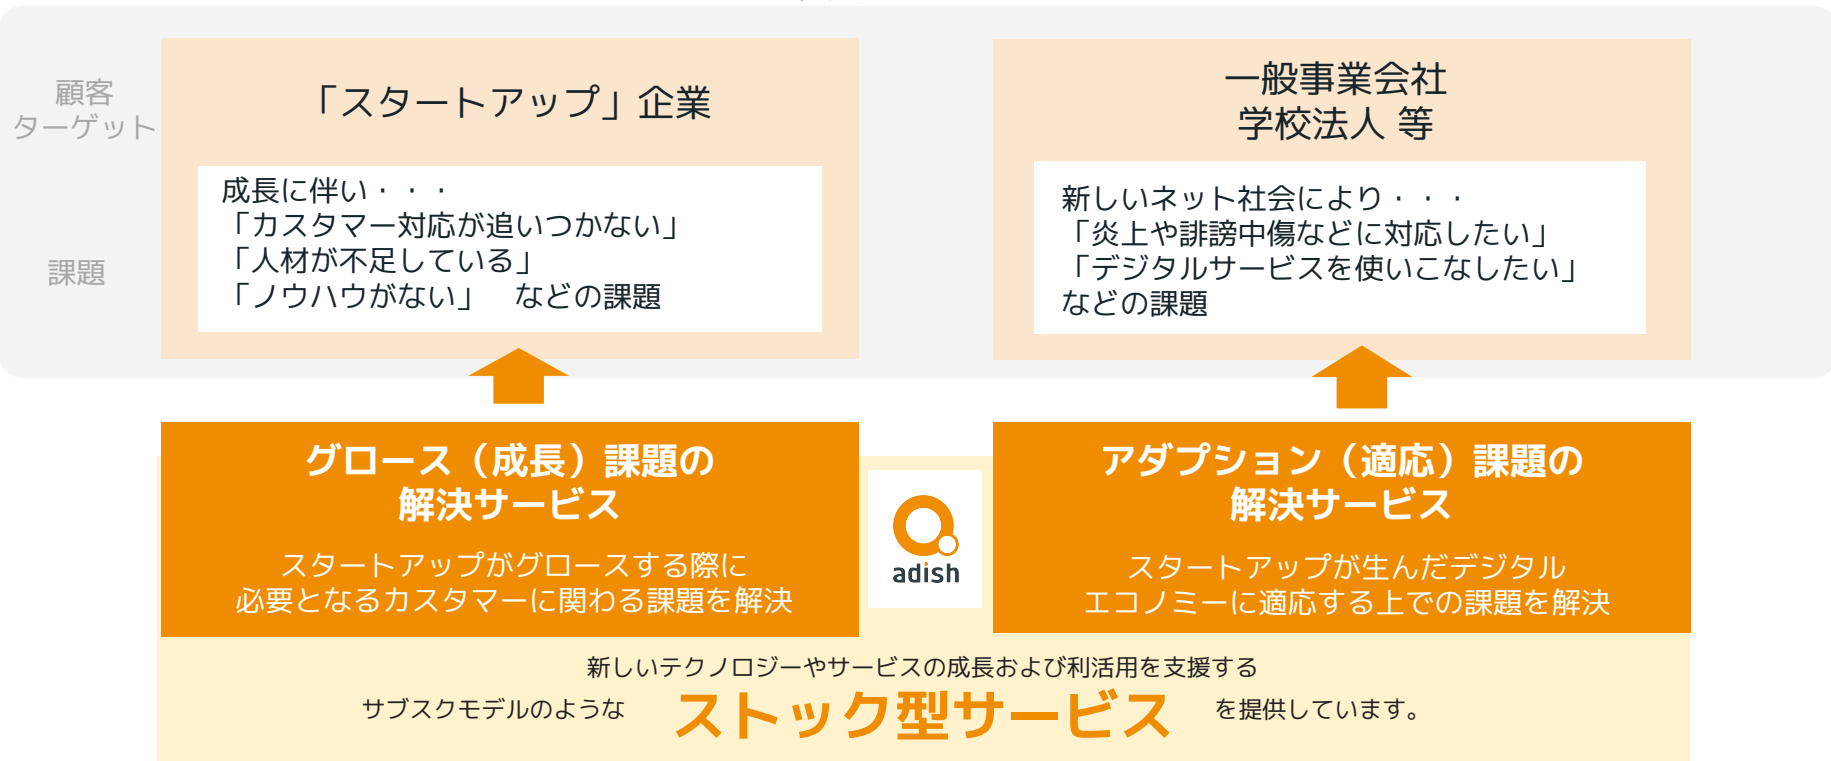 顧客
ターゲット
「スタートアップ」企業
一般事業会社
学校法人 等
課題
成長に伴い・・・
「カスタマー対応が追いつかない」
「人材が不足している」
「ノウハウがない」　などの課題
新しいネット社会により・・・
「炎上や誹謗中傷などに対応したい」
「デジタルサービスを使いこなしたい」
などの課題
グロース（成長）課題の
解決サービス
スタートアップがグロースする際に
必要となるカスタマーに関わる課題を解決
adish
アダプション（適応）課題の
解決サービス
スタートアップが生んだデジタル
エコノミーに適応する上での課題を解決
新しいテクノロジーやサービスの成長および利活用を支援する
サブスクモデルのような ストック型サービス を提供しています。